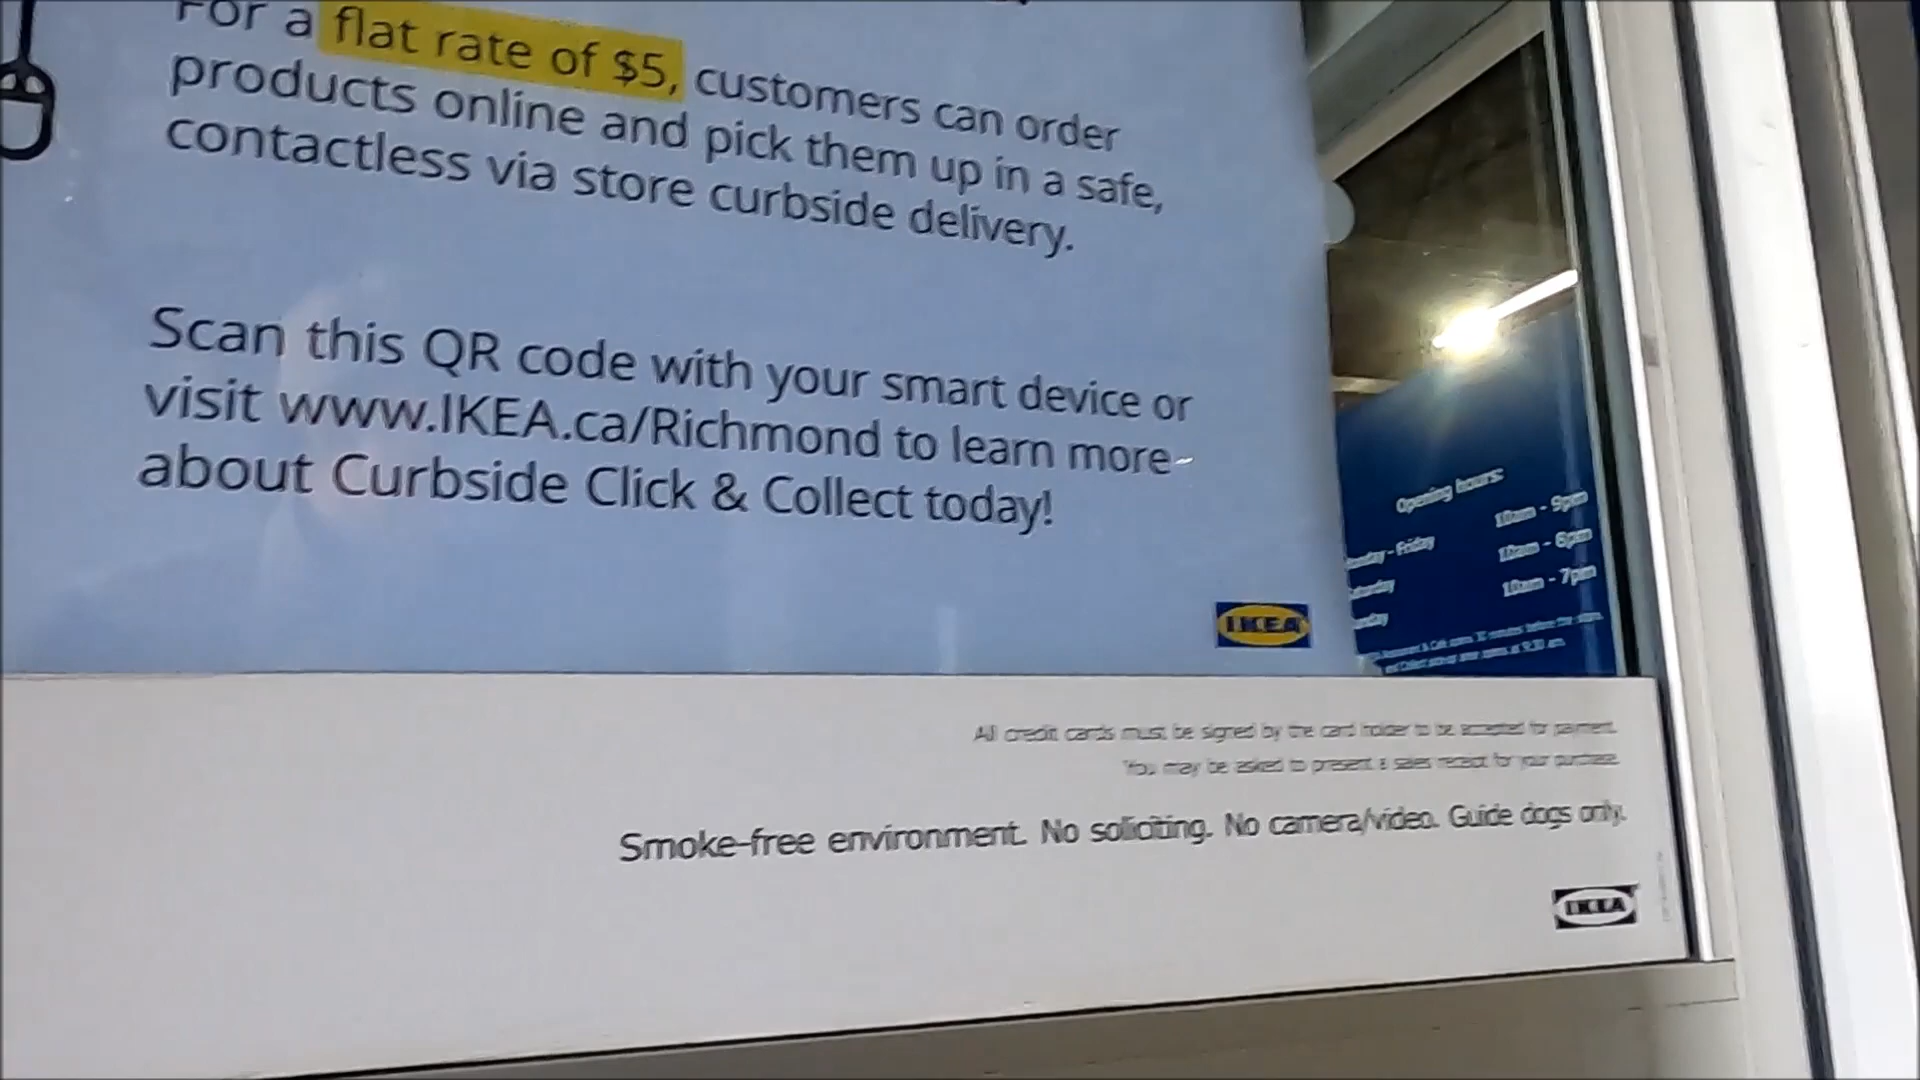 For a flat rate of $5, customers can order
products online and pick them up in a safe,
contactless via store curbside delivery.
Scan this QR code with your smart device or
visit www.IKEA.ca/Richmond to learn more
about Curbside Click & Collect today!
IKEA
Opening hours:
10am - 9pm
- Friday 10am - 6pm
10am - 7pm
All credit cards must be signed by the card holder to be accepted for payment.
You may be asked to present a sales receipt for your purchase.
Smoke-free environment. No soliciting. No camera/video. Guide dogs only.
IKEA